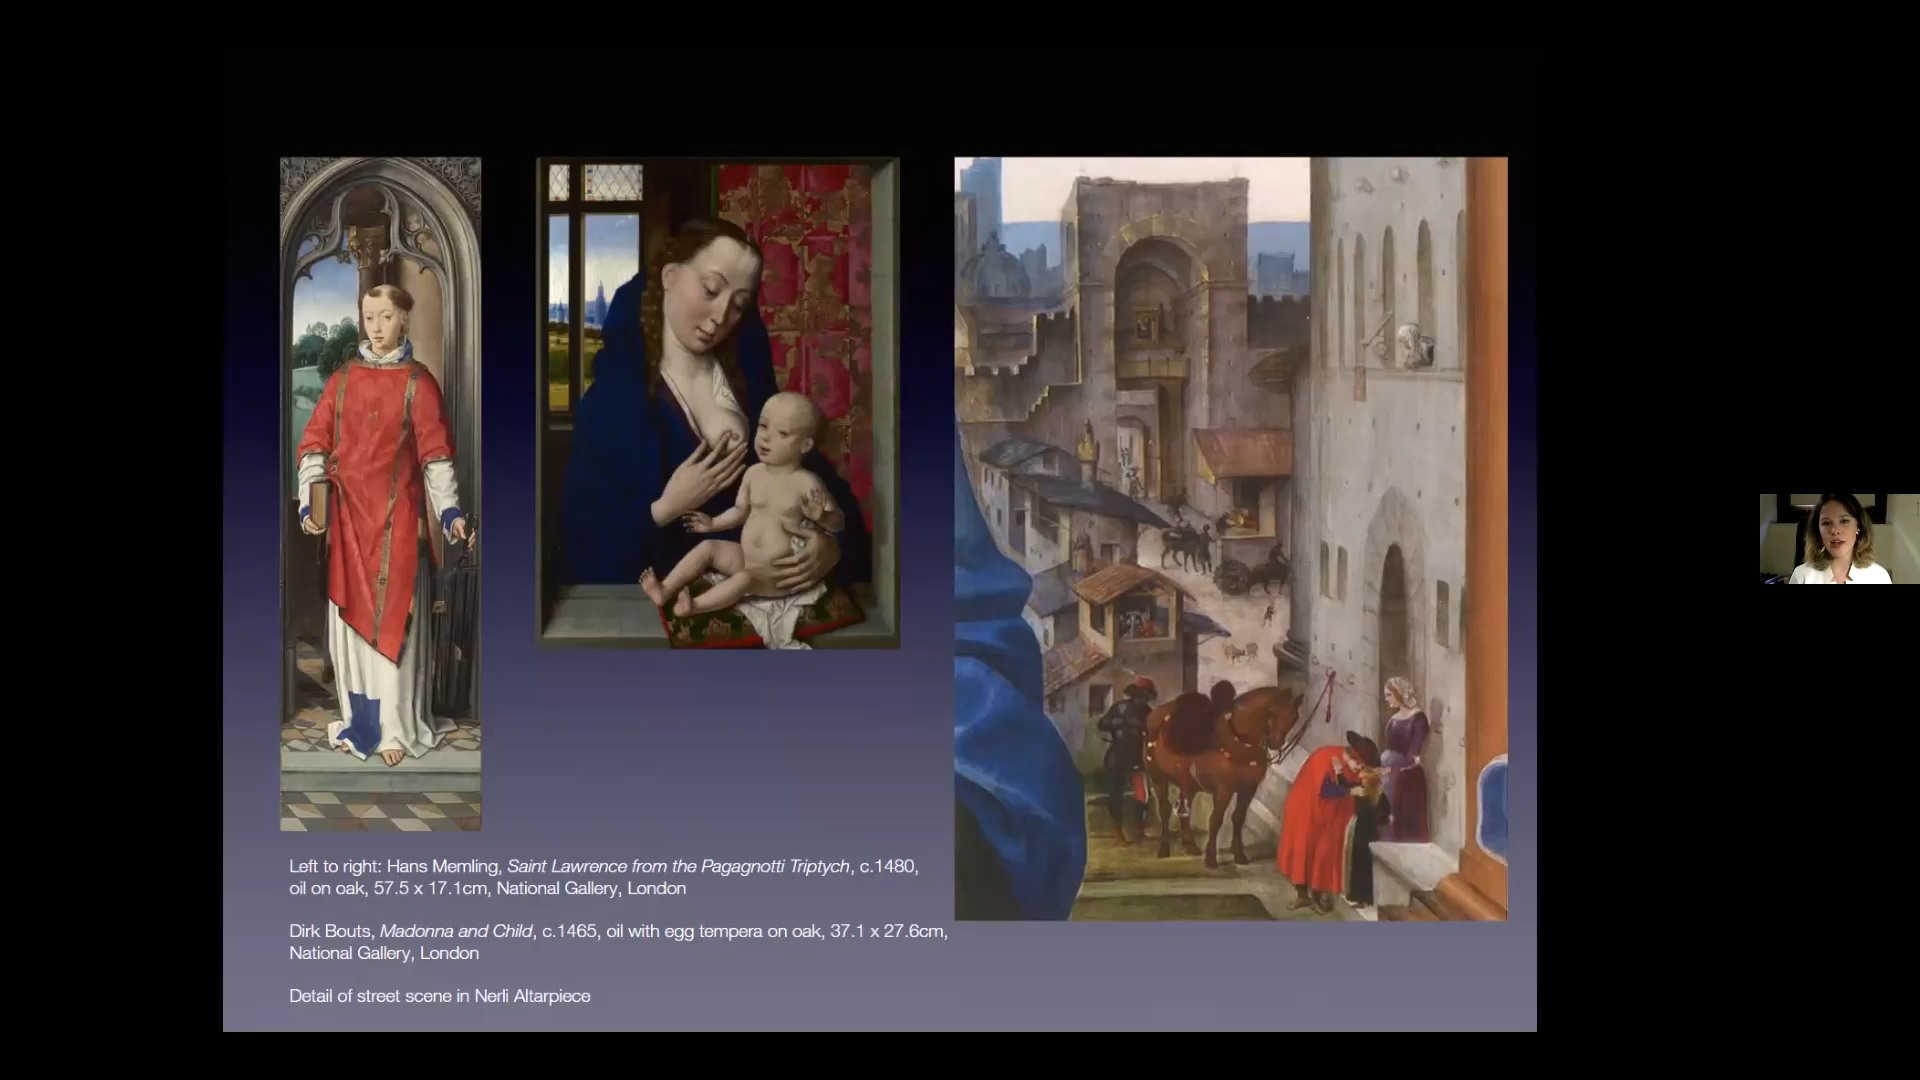 Left to right: Hans Memling, Saint Lawrence from the Pagagnotti Triptych, c.1480,
oil on oak, 57.5 x 17.1cm, National Gallery, London
Dirk Bouts, Madonna and Child, c.1465, oil with egg tempera on oak, 37.1 x 27.6cm,
National Gallery, London
Detail of street scene in Nerli Altarpiece